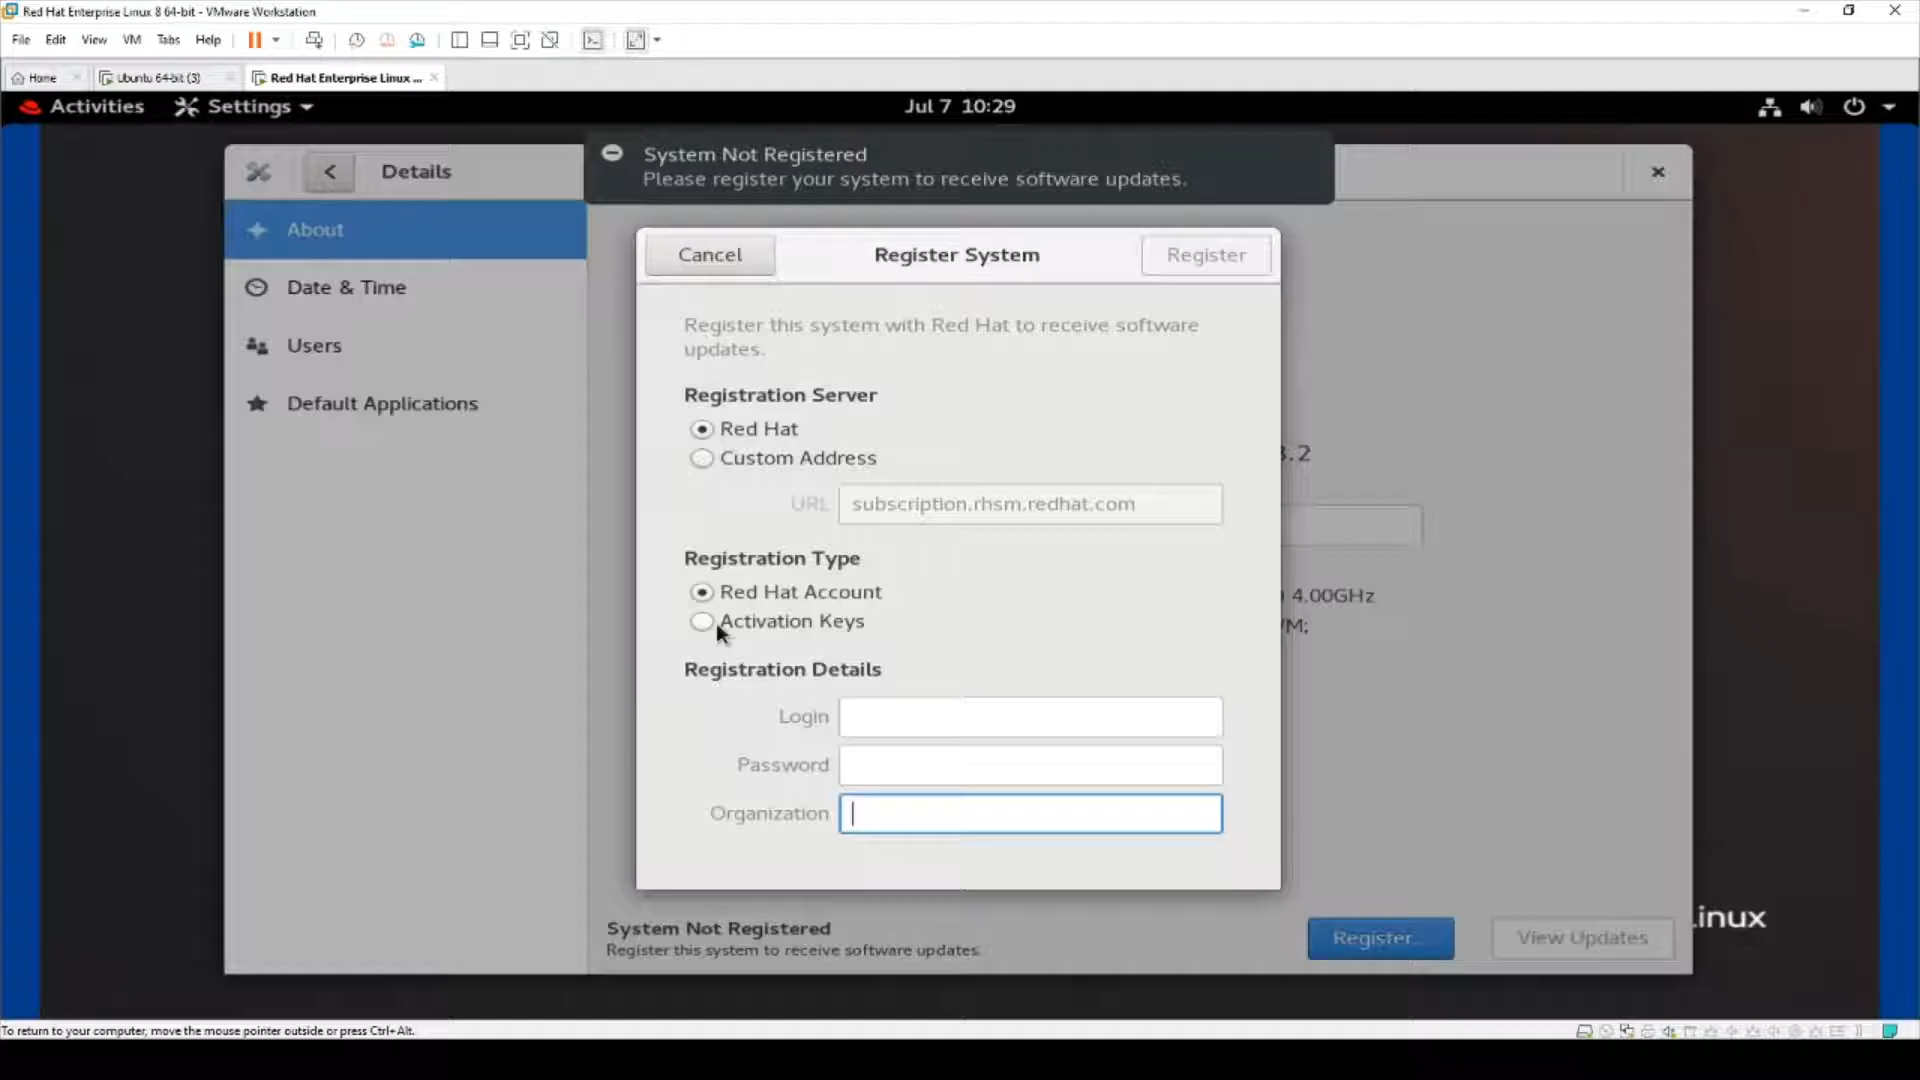 Red Hat Enterprise Linux 8 64-bit - VMware Workstation
File Edit View VM Tabs Help
Home Ubuntu 64-bit (3) Red Hat Enterprise Linux ...
Activities Settings Jul 7 10:29
System Not Registered
Please register your system to receive software updates.
Details
About
Date & Time
Users
Default Applications
Cancel Register System Register
Register this system with Red Hat to receive software
updates.
Registration Server
Red Hat
Custom Address
URL subscription.rhsm.redhat.com
Registration Type
Red Hat Account
Activation Keys
Registration Details
Login
Password
Organization
.2
4.00GHz
M;
System Not Registered
Register this system to receive software updates.
Register... View Updates
Linux
To return to your computer, move the mouse pointer outside or press Ctrl+Alt.